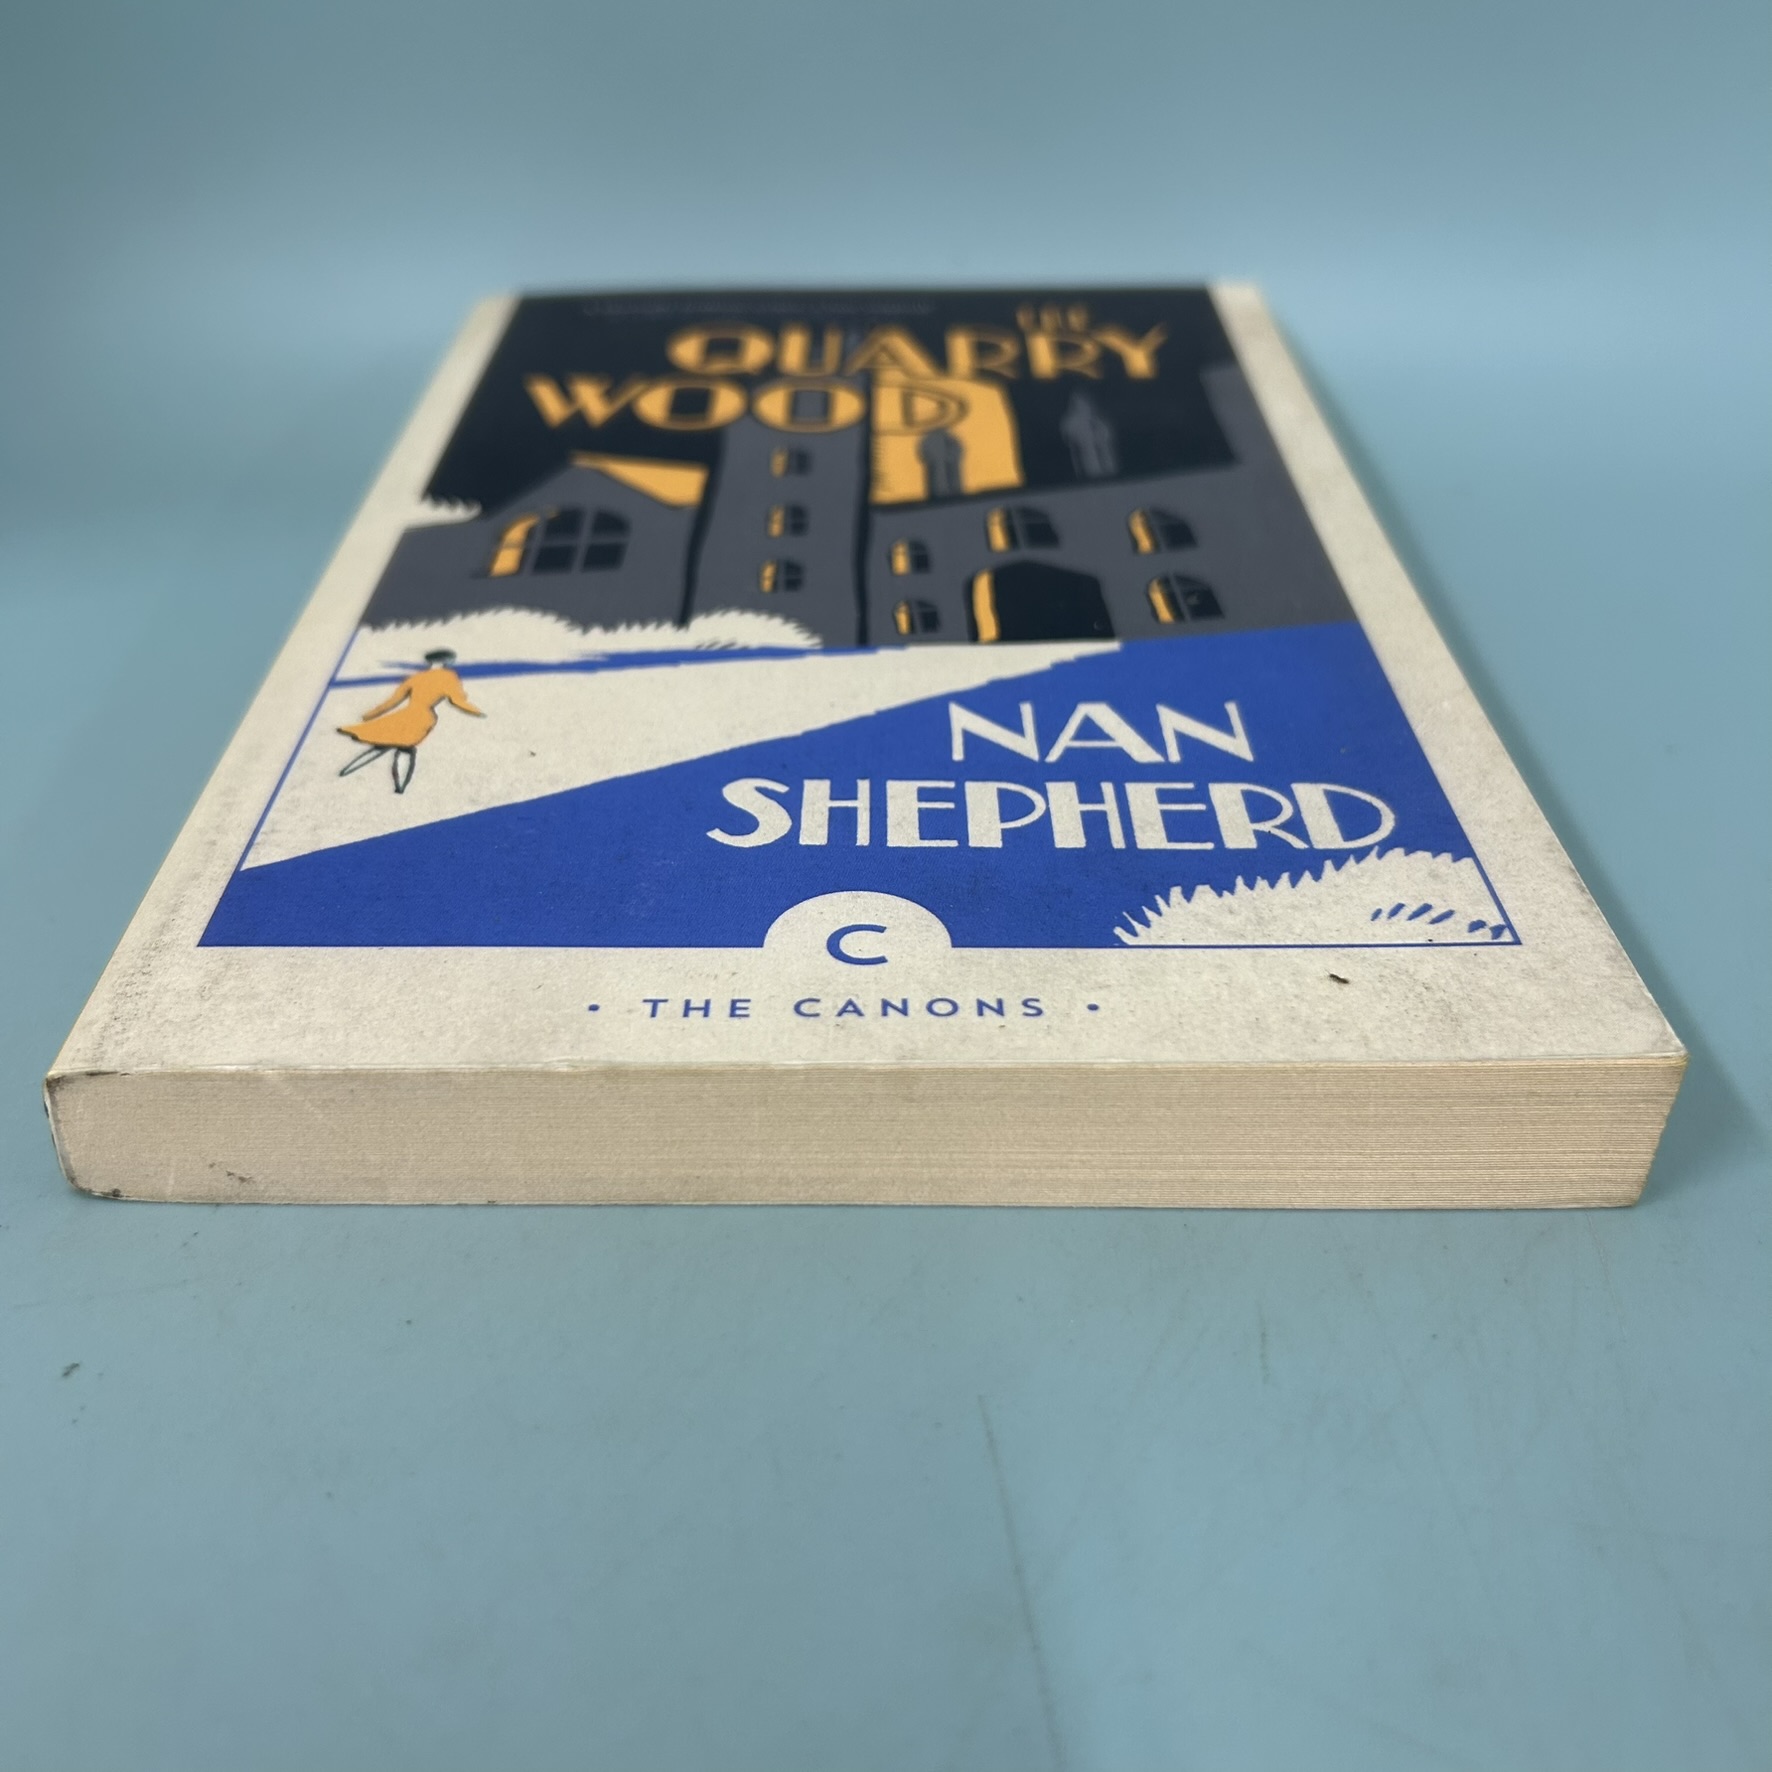 THE
QUARRY
WOOD
NAN
SHEPHERD
C
• THE CANONS •